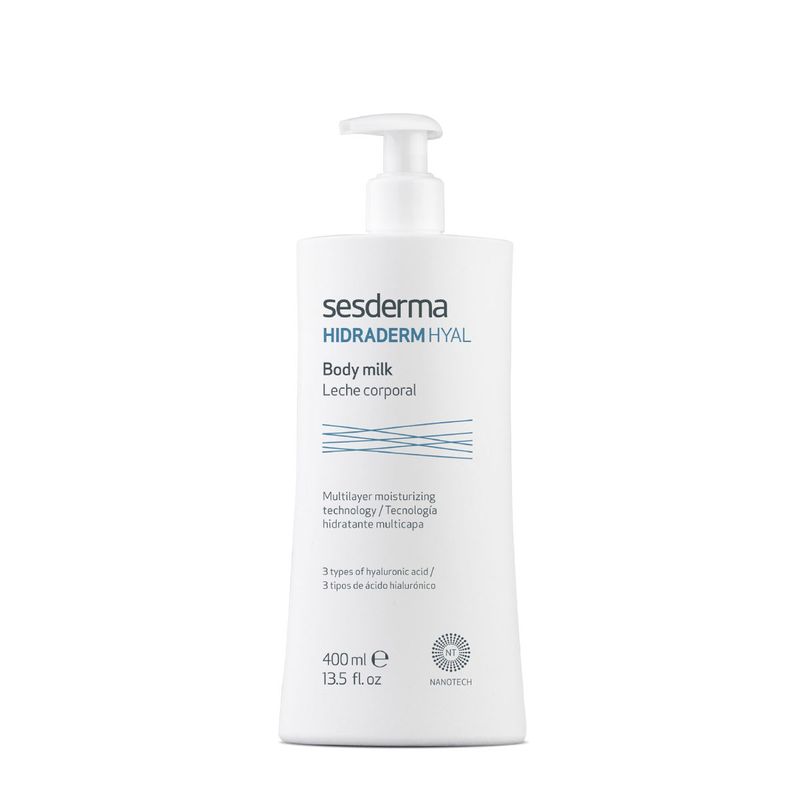 sesderma
HIDRADERM HYAL
Body milk
Leche corporal
Multilayer moisturizing
technology / Tecnología
hidratante multicapa
3 types of hyaluronic acid /
3 tipos de ácido hialurónico
400 ml ℮
13.5 fl. oz
NT
NANOTECH